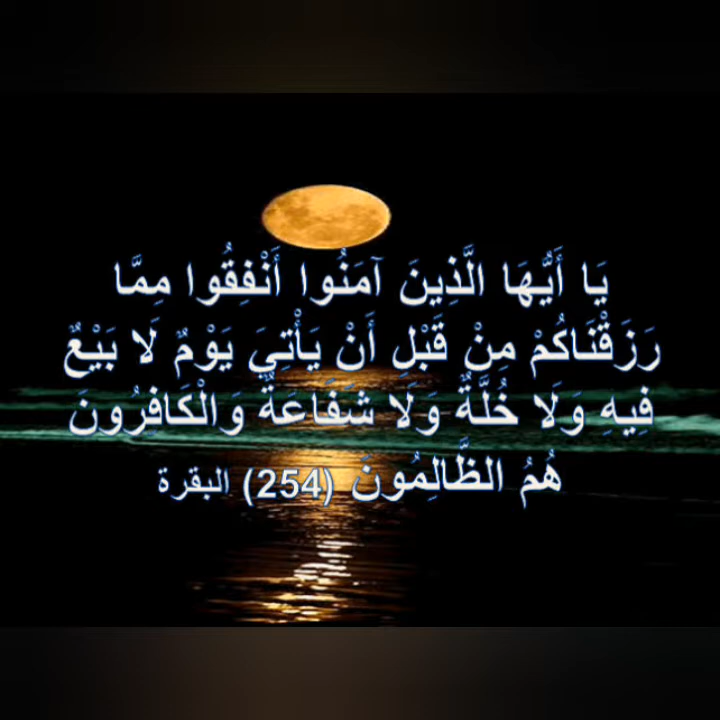 يَا أَيُّهَا الَّذِينَ آمَنُوا أَنْفِقُوا مِمَّا
رَزَقْنَاكُمْ مِنْ قَبْلِ أَنْ يَأْتِيَ يَوْمٌ لَا بَيْعٌ
فِيهِ وَلَا خُلَّةٌ وَلَا شَفَاعَةٌ وَالْكَافِرُونَ
هُمُ الظَّالِمُونَ (254) البقرة